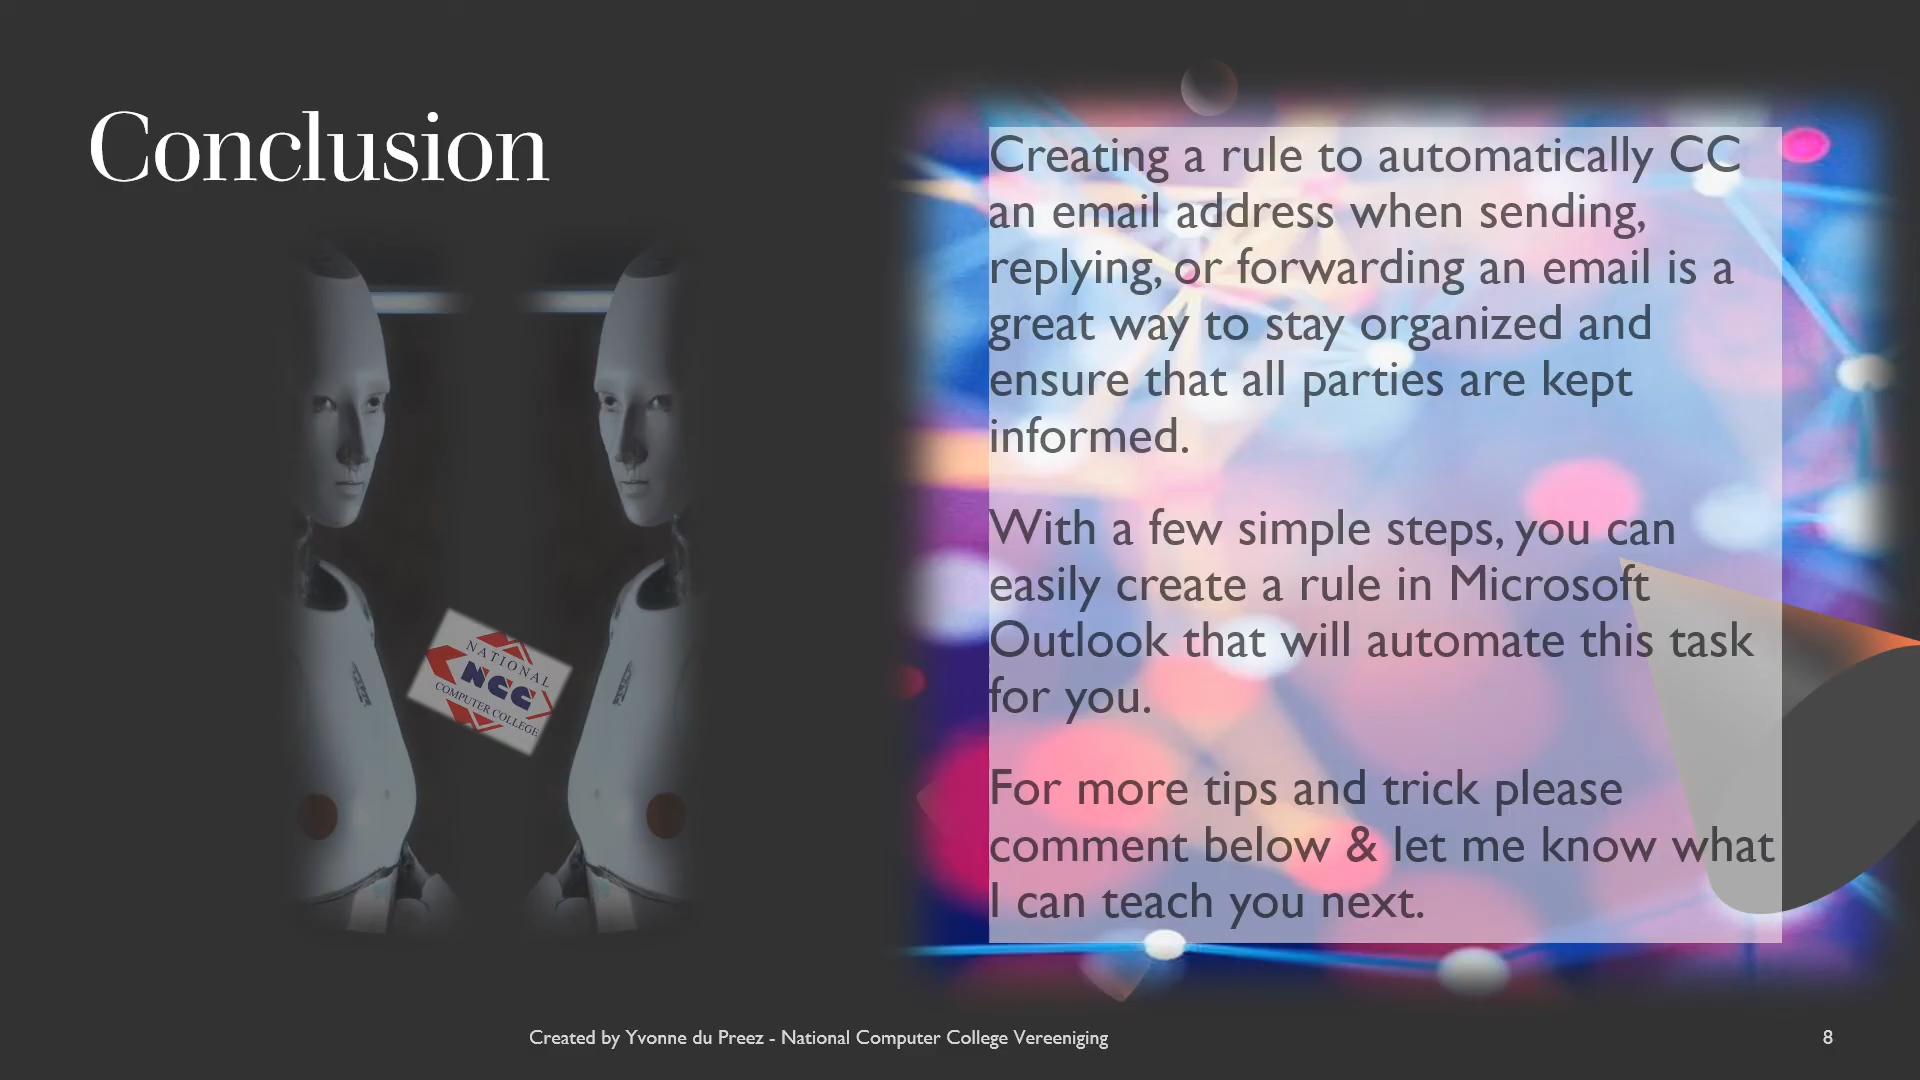 Conclusion
Creating a rule to automatically CC
an email address when sending,
replying, or forwarding an email is a
great way to stay organized and
ensure that all parties are kept
informed.
With a few simple steps, you can
easily create a rule in Microsoft
Outlook that will automate this task
for you.
For more tips and trick please
comment below & let me know what
I can teach you next.
NATIONAL
NCC
COMPUTER COLLEGE
Created by Yvonne du Preez - National Computer College Vereeniging
8